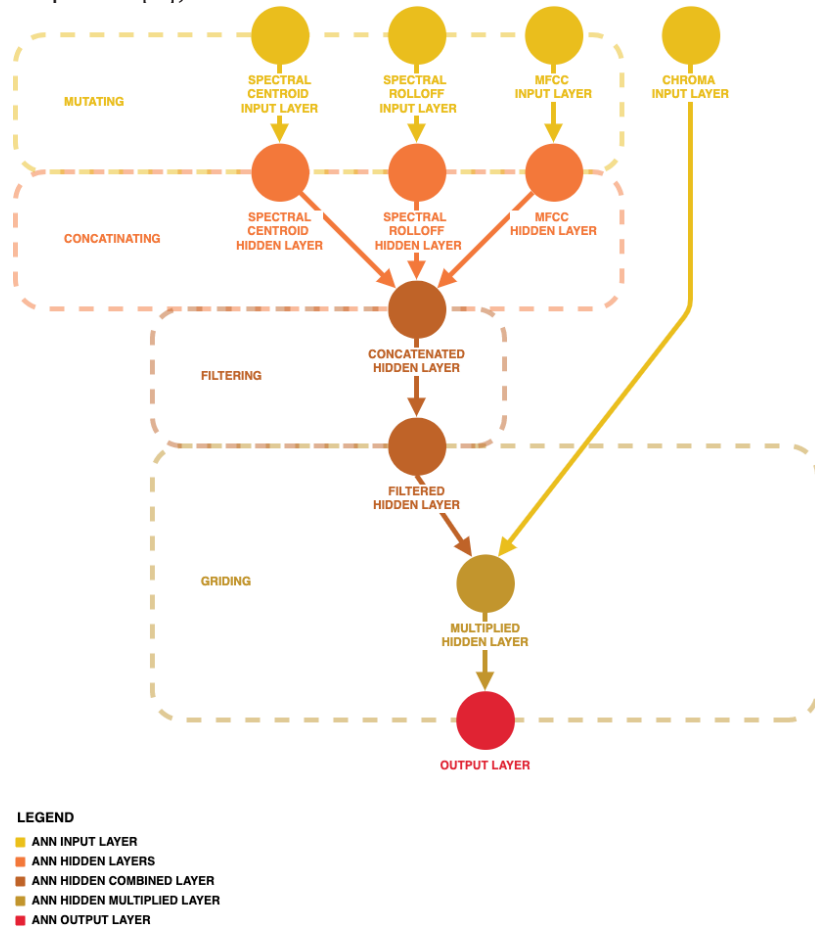 SPECTRAL
CENTROID
INPUT LAYER
SPECTRAL
ROLLOFF
INPUT LAYER
MFCC
INPUT LAYER
CHROMA
INPUT LAYER
MUTATING
SPECTRAL
CENTROID
HIDDEN LAYER
SPECTRAL
ROLLOFF
HIDDEN LAYER
MFCC
HIDDEN LAYER
CONCATINATING
CONCATENATED
HIDDEN LAYER
FILTERING
FILTERED
HIDDEN LAYER
GRIDING
MULTIPLIED
HIDDEN LAYER
OUTPUT LAYER
LEGEND
ANN INPUT LAYER
ANN HIDDEN LAYERS
ANN HIDDEN COMBINED LAYER
ANN HIDDEN MULTIPLIED LAYER
ANN OUTPUT LAYER